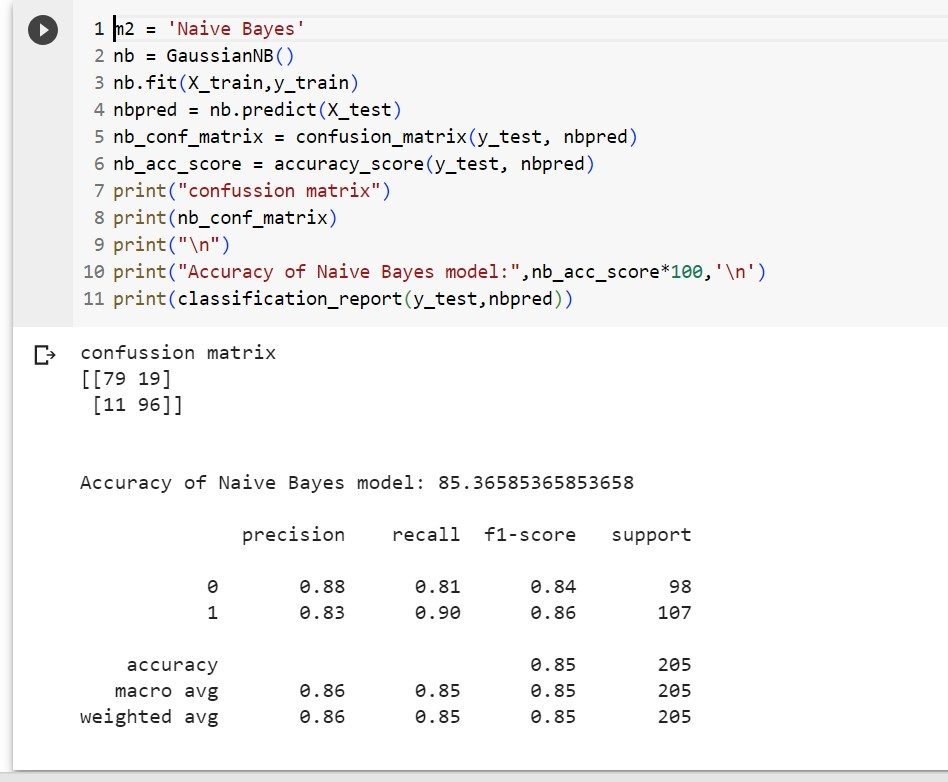 1 m2 = 'Naive Bayes'
2 nb = GaussianNB()
3 nb.fit(X_train,y_train)
4 nbpred = nb.predict(X_test)
5 nb_conf_matrix = confusion_matrix(y_test, nbpred)
6 nb_acc_score = accuracy_score(y_test, nbpred)
7 print("confussion matrix")
8 print(nb_conf_matrix)
9 print("\n")
10 print("Accuracy of Naive Bayes model:",nb_acc_score*100,'\n')
11 print(classification_report(y_test,nbpred))
confussion matrix
[[79 19]
[11 96]]
Accuracy of Naive Bayes model: 85.36585365853658
precision recall f1-score support
0 0.88 0.81 0.84 98
1 0.83 0.90 0.86 107
accuracy 0.85 205
macro avg 0.86 0.85 0.85 205
weighted avg 0.86 0.85 0.85 205